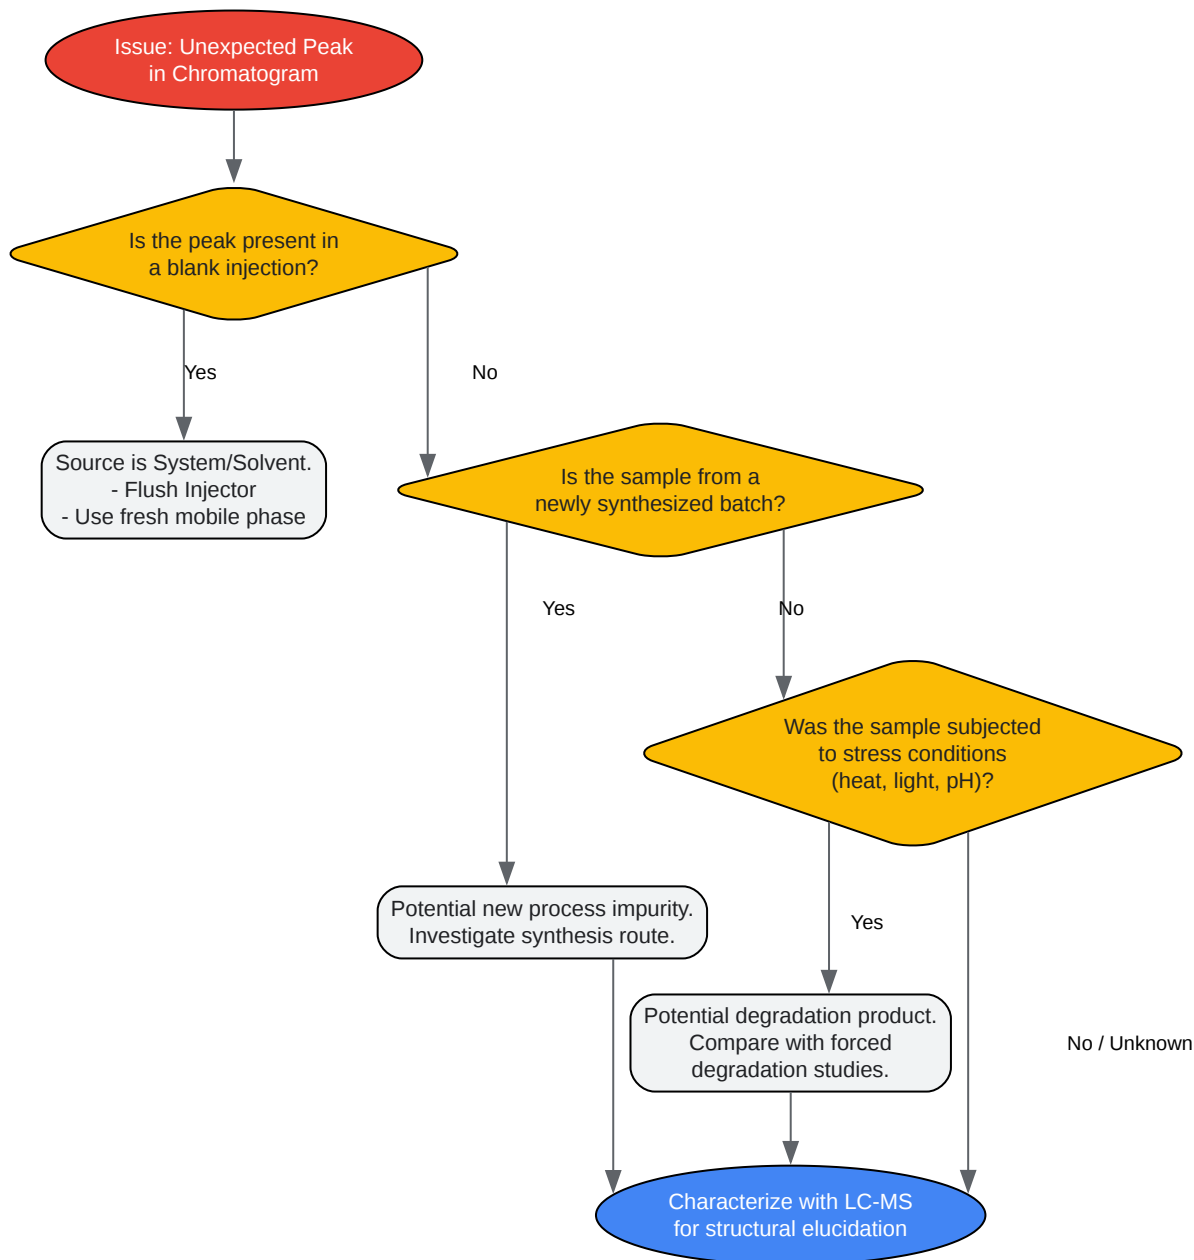 Issue: Unexpected Peak
in Chromatogram
Is the peak present in
a blank injection?
Yes
No
Source is System/Solvent.
- Flush Injector
- Use fresh mobile phase
Is the sample from a
newly synthesized batch?
Yes
No
Was the sample subjected
to stress conditions
(heat, light, pH)?
Potential new process impurity.
Investigate synthesis route.
Yes
Potential degradation product.
Compare with forced
degradation studies.
No / Unknown
Characterize with LC-MS
for structural elucidation